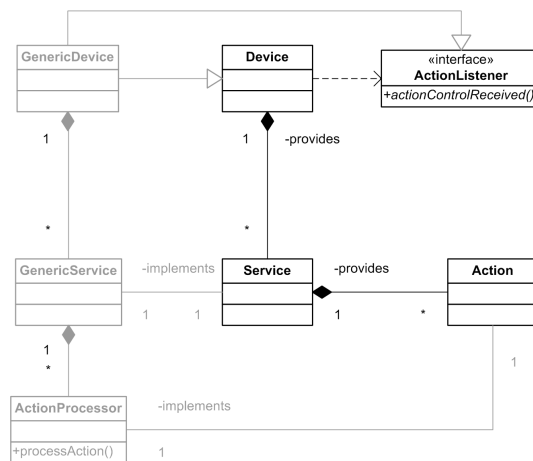 «interface»
GenericDevice
Device
ActionListener
+actionControlReceived()
1
1
-provides
*
*
GenericService
-implements
Service
-provides
Action
1
1
1
*
1
*
1
ActionProcessor
-implements
+processAction()
1